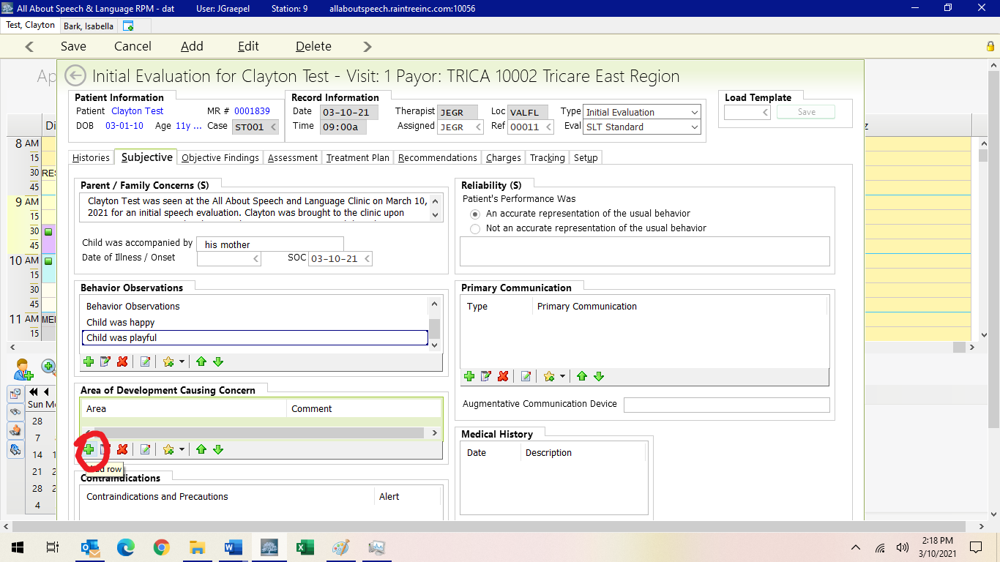 All About Speech & Language RPM - dat User: JGraepel Station: 9 allaboutspeech.raintreeinc.com:10056
Test, Clayton Bark, Isabella
Save Cancel Add Edit Delete
Ap
Initial Evaluation for Clayton Test - Visit: 1 Payor: TRICA 10002 Tricare East Region
Patient Information
Patient Clayton Test MR # 0001839
DOB 03-01-10 Age 11y ... Case ST001
Record Information
Date 03-10-21 Therapist JEGR Loc VALFL Type Initial Evaluation
Time 09:00a Assigned JEGR Ref 00011 Eval SLT Standard
Load Template
Save
Histories Subjective Objective Findings Assessment Treatment Plan Recommendations Charges Tracking Setup
Parent / Family Concerns (S)
Clayton Test was seen at the All About Speech and Language Clinic on March 10,
2021 for an initial speech evaluation. Clayton was brought to the clinic upon
Child was accompanied by his mother
Date of Illness / Onset SOC 03-10-21
Reliability (S)
Patient's Performance Was
An accurate representation of the usual behavior
Not an accurate representation of the usual behavior
Behavior Observations
Behavior Observations
Child was happy
Child was playful
Primary Communication
Type Primary Communication
Augmentative Communication Device
Area of Development Causing Concern
Area Comment
row
Medical History
Date Description
Contraindications
Contraindications and Precautions Alert
Di
8 AM
15
30 RES
45
9 AM
15
30
45
10 AM
15
30
45
11 AM MEI
15
z
Sun Mo
28
7
14 1
21 2
28 2
4
2:18 PM
3/10/2021